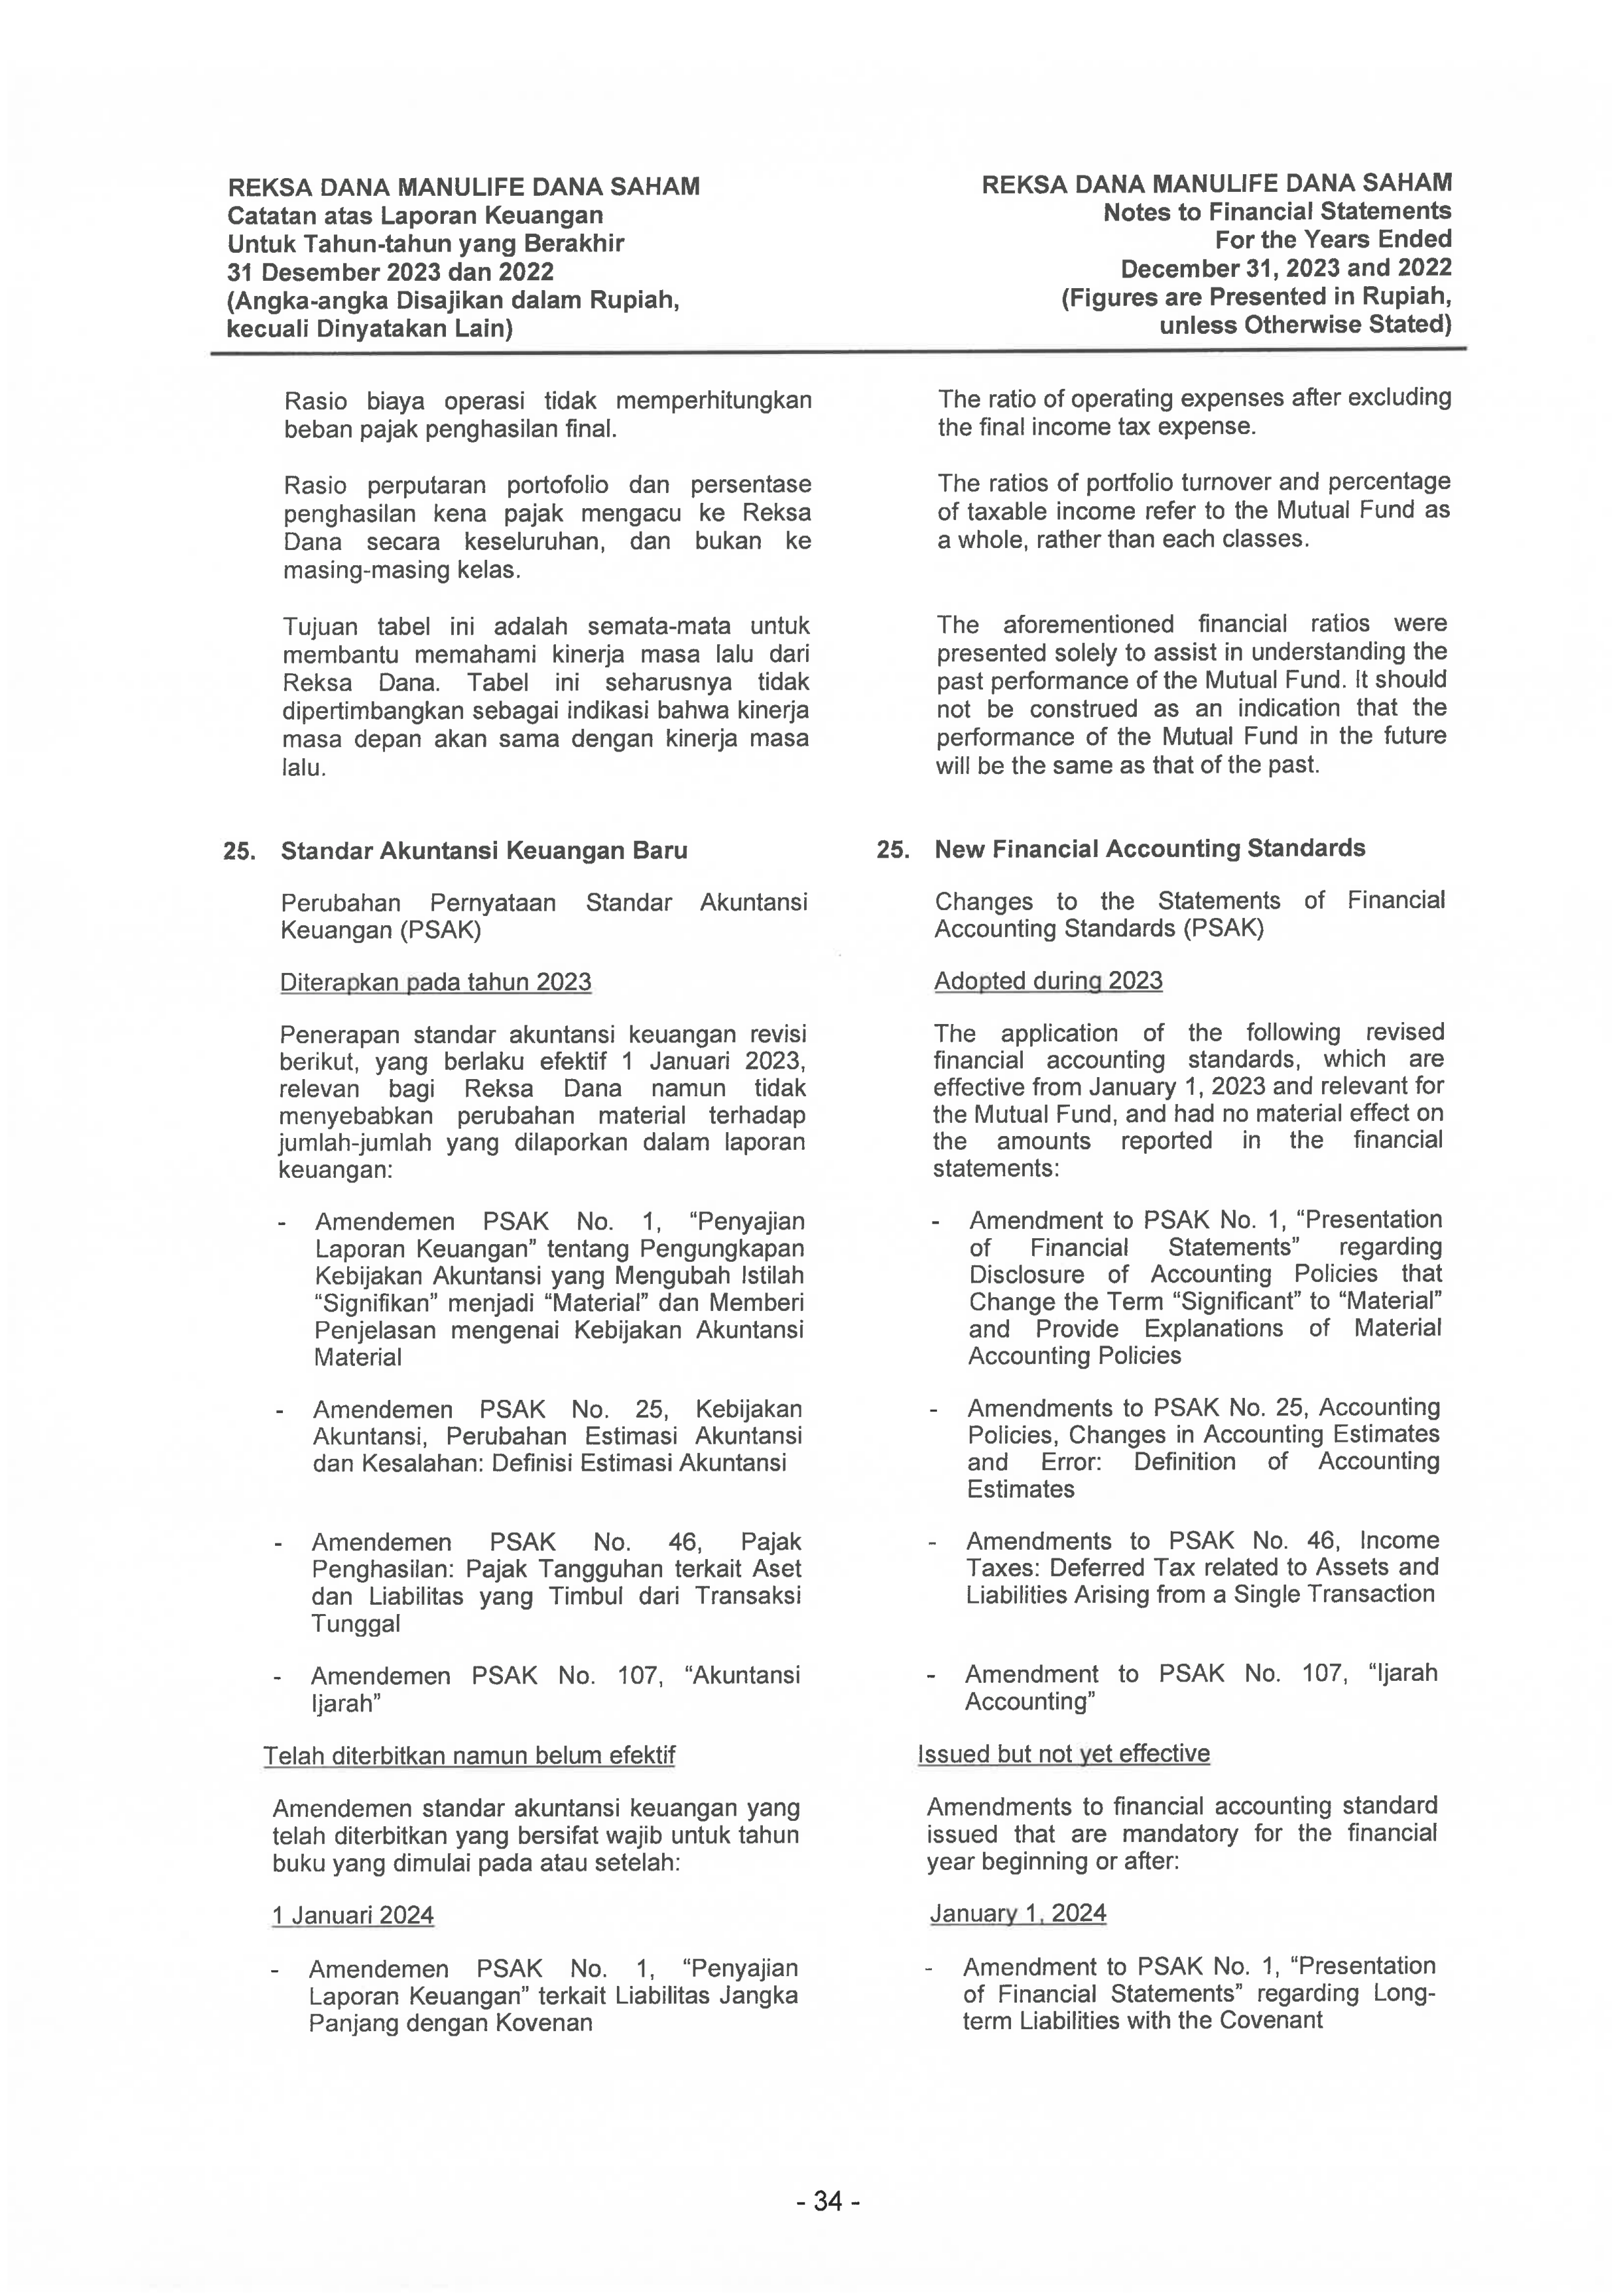 REKSA DANA MANULIFE DANA SAHAM
Catatan atas Laporan Keuangan
Untuk Tahun-tahun yang Berakhir
31 Desember 2023 dan 2022
(Angka-angka Disajikan dalam Rupiah,
kecuali Dinyatakan Lain)
REKSA DANA MANULIFE DANA SAHAM
Notes to Financial Statements
For the Years Ended
December 31, 2023 and 2022
(Figures are Presented in Rupiah,
unless Otherwise Stated)
Rasio biaya operasi tidak memperhitungkan
beban pajak penghasilan final.
Rasio perputaran portofolio dan persentase
penghasilan kena pajak mengacu ke Reksa
Dana secara keseluruhan, dan bukan ke
masing-masing kelas.
Tujuan tabel ini adalah semata-mata untuk
membantu memahami kinerja masa lalu dari
Reksa Dana. Tabel ini seharusnya tidak
dipertimbangkan sebagai indikasi bahwa kinerja
masa depan akan sama dengan kinerja masa
lalu.
25. Standar Akuntansi Keuangan Baru
Perubahan Pernyataan Standar Akuntansi
Keuangan (PSAK)
Diterapkan pada tahun 2023
Penerapan standar akuntansi keuangan revisi
berikut, yang berlaku efektif 1 Januari 2023,
relevan bagi Reksa Dana namun tidak
menyebabkan perubahan material terhadap
jumlah-jumlah yang dilaporkan dalam laporan
keuangan:
- Amendemen PSAK No. 1, “Penyajian
Laporan Keuangan” tentang Pengungkapan
Kebijakan Akuntansi yang Mengubah Istilah
“Signifikan” menjadi “Material” dan Memberi
Penjelasan mengenai Kebijakan Akuntansi
Material
- Amendemen PSAK No. 25, Kebijakan
Akuntansi, Perubahan Estimasi Akuntansi
dan Kesalahan: Definisi Estimasi Akuntansi
- Amendemen PSAK No. 46, Pajak
Penghasilan: Pajak Tangguhan terkait Aset
dan Liabilitas yang Timbul dari Transaksi
Tunggal
- Amendemen PSAK No. 107, “Akuntansi
Ijarah”
Telah diterbitkan namun belum efektif
Amendemen standar akuntansi keuangan yang
telah diterbitkan yang bersifat wajib untuk tahun
buku yang dimulai pada atau setelah:
1 Januari 2024
- Amendemen PSAK No. 1, “Penyajian
Laporan Keuangan” terkait Liabilitas Jangka
Panjang dengan Kovenan
The ratio of operating expenses after excluding
the final income tax expense.
The ratios of portfolio turnover and percentage
of taxable income refer to the Mutual Fund as
a whole, rather than each classes.
The aforementioned financial ratios were
presented solely to assist in understanding the
past performance of the Mutual Fund. It should
not be construed as an indication that the
performance of the Mutual Fund in the future
will be the same as that of the past.
25. New Financial Accounting Standards
Changes to the Statements of Financial
Accounting Standards (PSAK)
Adopted during 2023
The application of the following revised
financial accounting standards, which are
effective from January 1, 2023 and relevant for
the Mutual Fund, and had no material effect on
the amounts reported in the financial
statements:
- Amendment to PSAK No. 1, “Presentation
of Financial Statements” regarding
Disclosure of Accounting Policies that
Change the Term “Significant” to “Material”
and Provide Explanations of Material
Accounting Policies
- Amendments to PSAK No. 25, Accounting
Policies, Changes in Accounting Estimates
and Error: Definition of Accounting
Estimates
- Amendments to PSAK No. 46, Income
Taxes: Deferred Tax related to Assets and
Liabilities Arising from a Single Transaction
- Amendment to PSAK No. 107, “Ijarah
Accounting”
Issued but not yet effective
Amendments to financial accounting standard
issued that are mandatory for the financial
year beginning or after:
January 1, 2024
- Amendment to PSAK No. 1, “Presentation
of Financial Statements” regarding Long-
term Liabilities with the Covenant
- 34 -